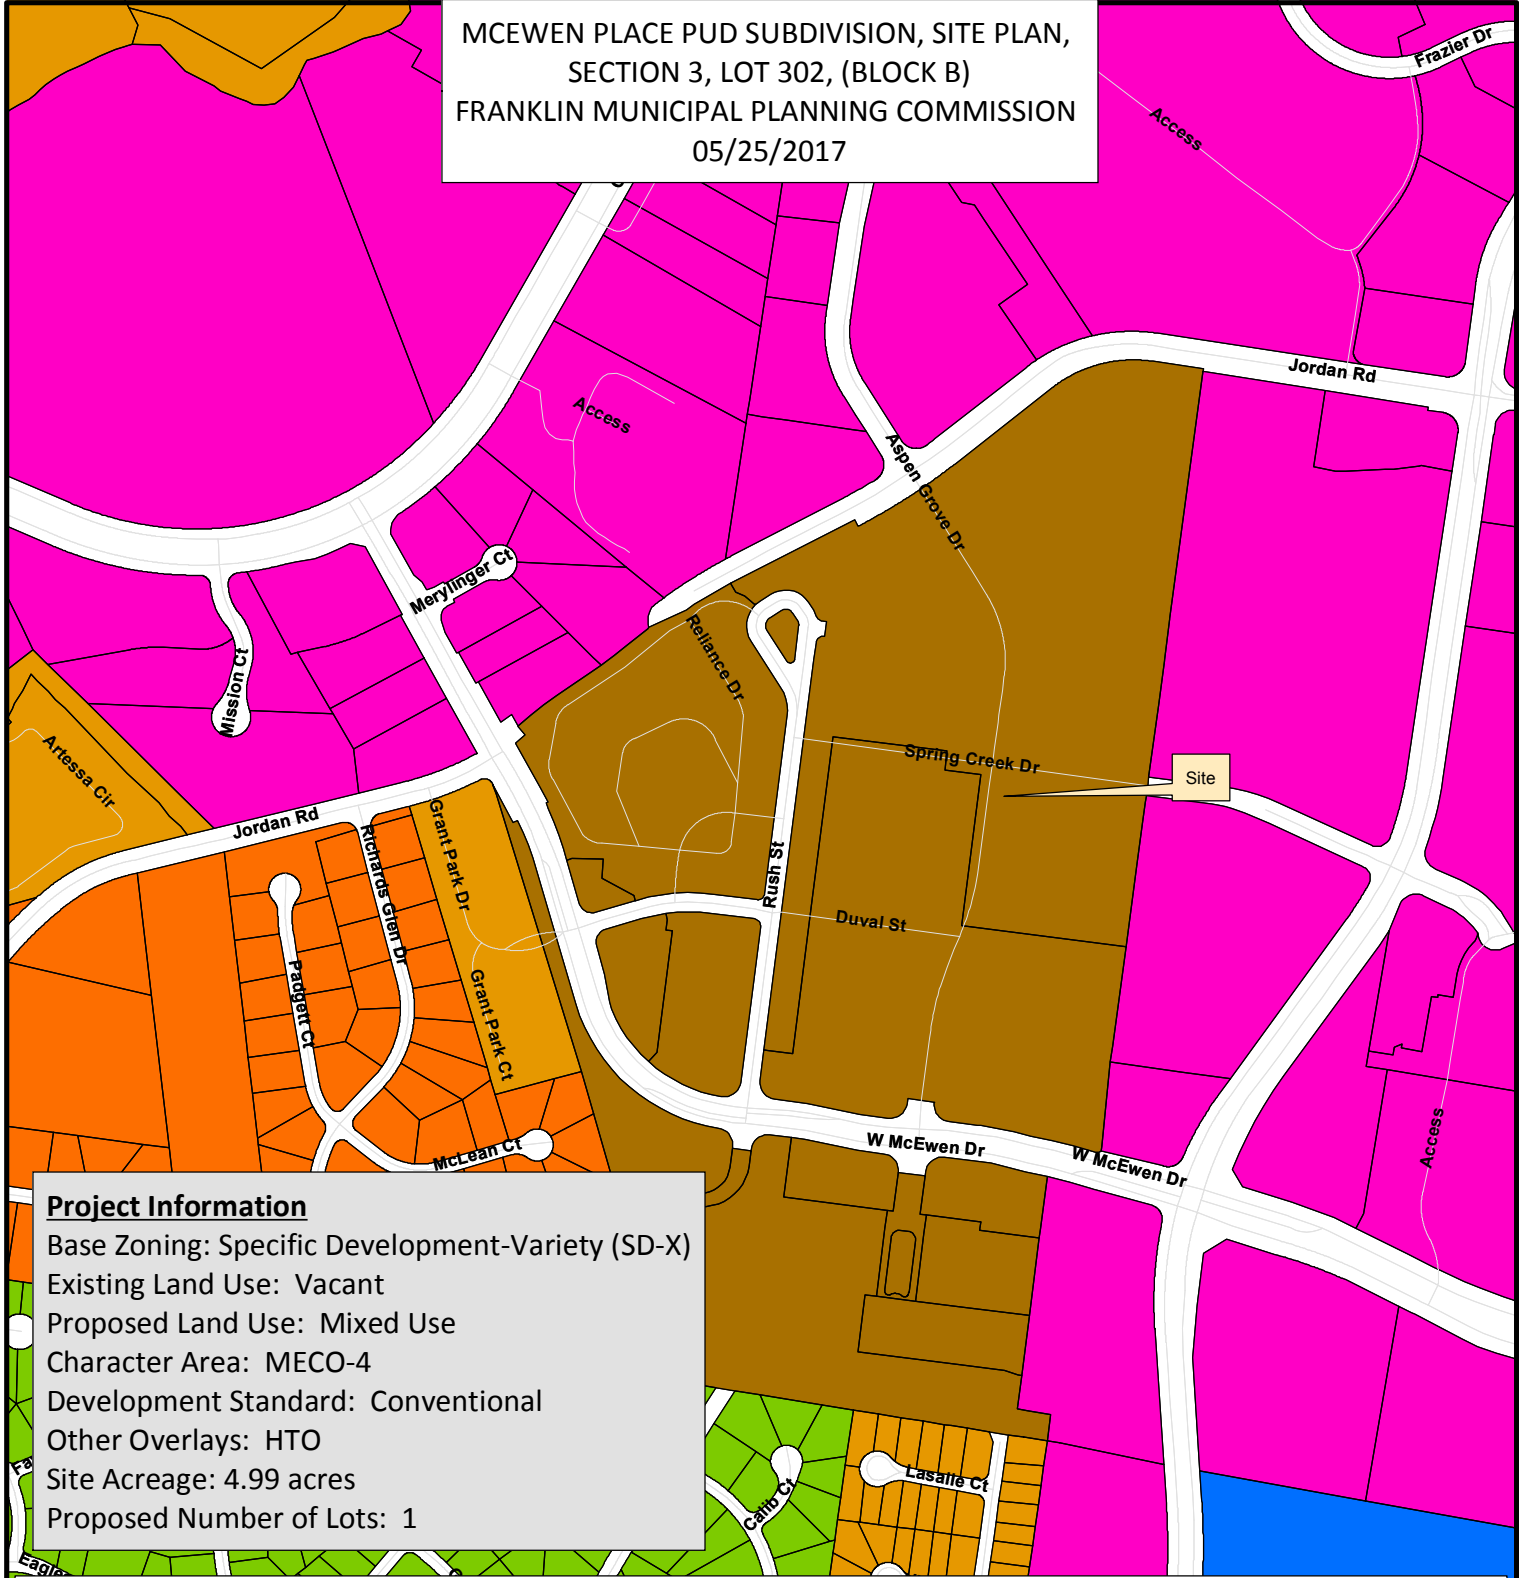 MCEWEN PLACE PUD SUBDIVISION, SITE PLAN,
SECTION 3, LOT 302, (BLOCK B)
FRANKLIN MUNICIPAL PLANNING COMMISSION
05/25/2017
Frazier Dr
Access
Jordan Rd
Access
Aspen Grove Dr
Merylinger Ct
Reliance Dr
Mission Ct
Artessa Cir
Spring Creek Dr
Site
Jordan Rd
Grant Park Dr
Richards Glen Dr
Rush St
Duval St
Padgett Ct
Grant Park Ct
McLean Ct
W McEwen Dr
W McEwen Dr
Access
Project Information
Base Zoning: Specific Development-Variety (SD-X)
Existing Land Use: Vacant
Proposed Land Use: Mixed Use
Character Area: MECO-4
Development Standard: Conventional
Other Overlays: HTO
Site Acreage: 4.99 acres
Proposed Number of Lots: 1
Lasalle Ct
Calib Ct